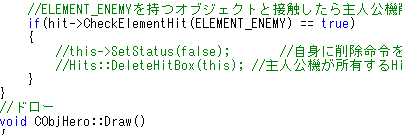 //ELEMENT_ENEMYを持つオブジェクトと接触したら主人公機削
if(hit->CheckElementHit(ELEMENT_ENEMY) == true)
{
//this->SetStatus(false); //自身に削除命令を
//Hits::DeleteHitBox(this); //主人公機が所有するHi
}
}
//ドロー
void CObjHero::Draw()